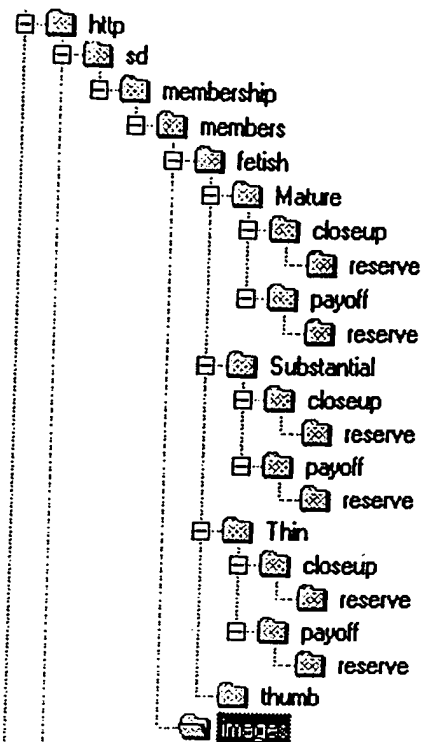 http
sd
membership
members
fetish
Mature
closeup
reserve
payoff
reserve
Substantial
closeup
reserve
payoff
reserve
Thin
closeup
reserve
payoff
reserve
thumb
images